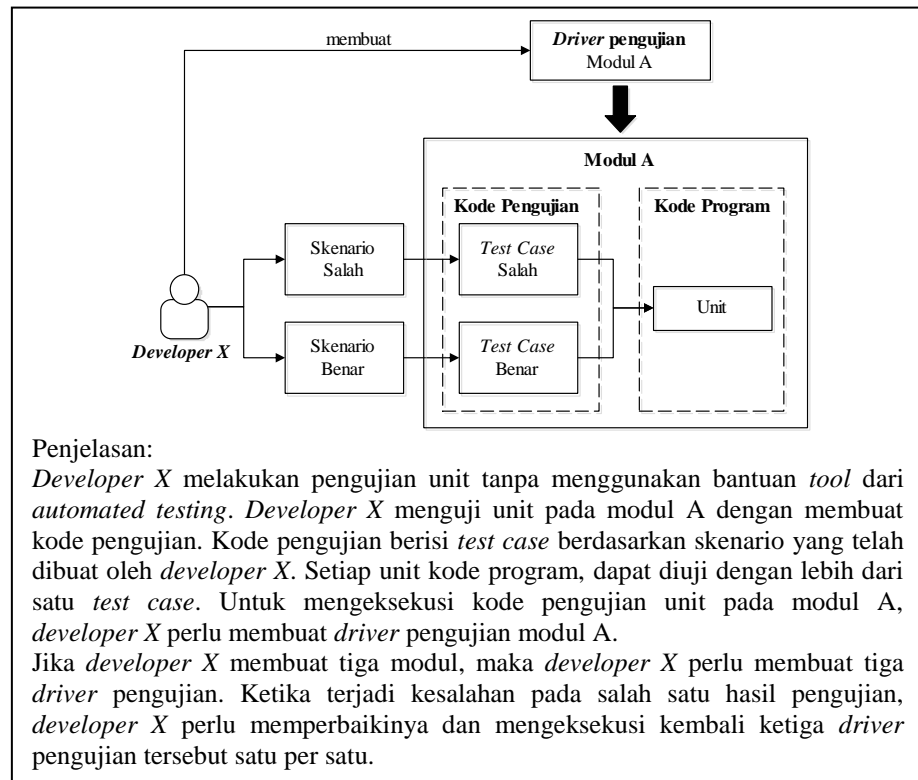 membuat
Driver pengujian
Modul A
Modul A
Kode Pengujian
Kode Program
Skenario
Salah
Test Case
Salah
Unit
Developer X
Skenario
Benar
Test Case
Benar
Penjelasan:
Developer X melakukan pengujian unit tanpa menggunakan bantuan tool dari
automated testing. Developer X menguji unit pada modul A dengan membuat
kode pengujian. Kode pengujian berisi test case berdasarkan skenario yang telah
dibuat oleh developer X. Setiap unit kode program, dapat diuji dengan lebih dari
satu test case. Untuk mengeksekusi kode pengujian unit pada modul A,
developer X perlu membuat driver pengujian modul A.
Jika developer X membuat tiga modul, maka developer X perlu membuat tiga
driver pengujian. Ketika terjadi kesalahan pada salah satu hasil pengujian,
developer X perlu memperbaikinya dan mengeksekusi kembali ketiga driver
pengujian tersebut satu per satu.